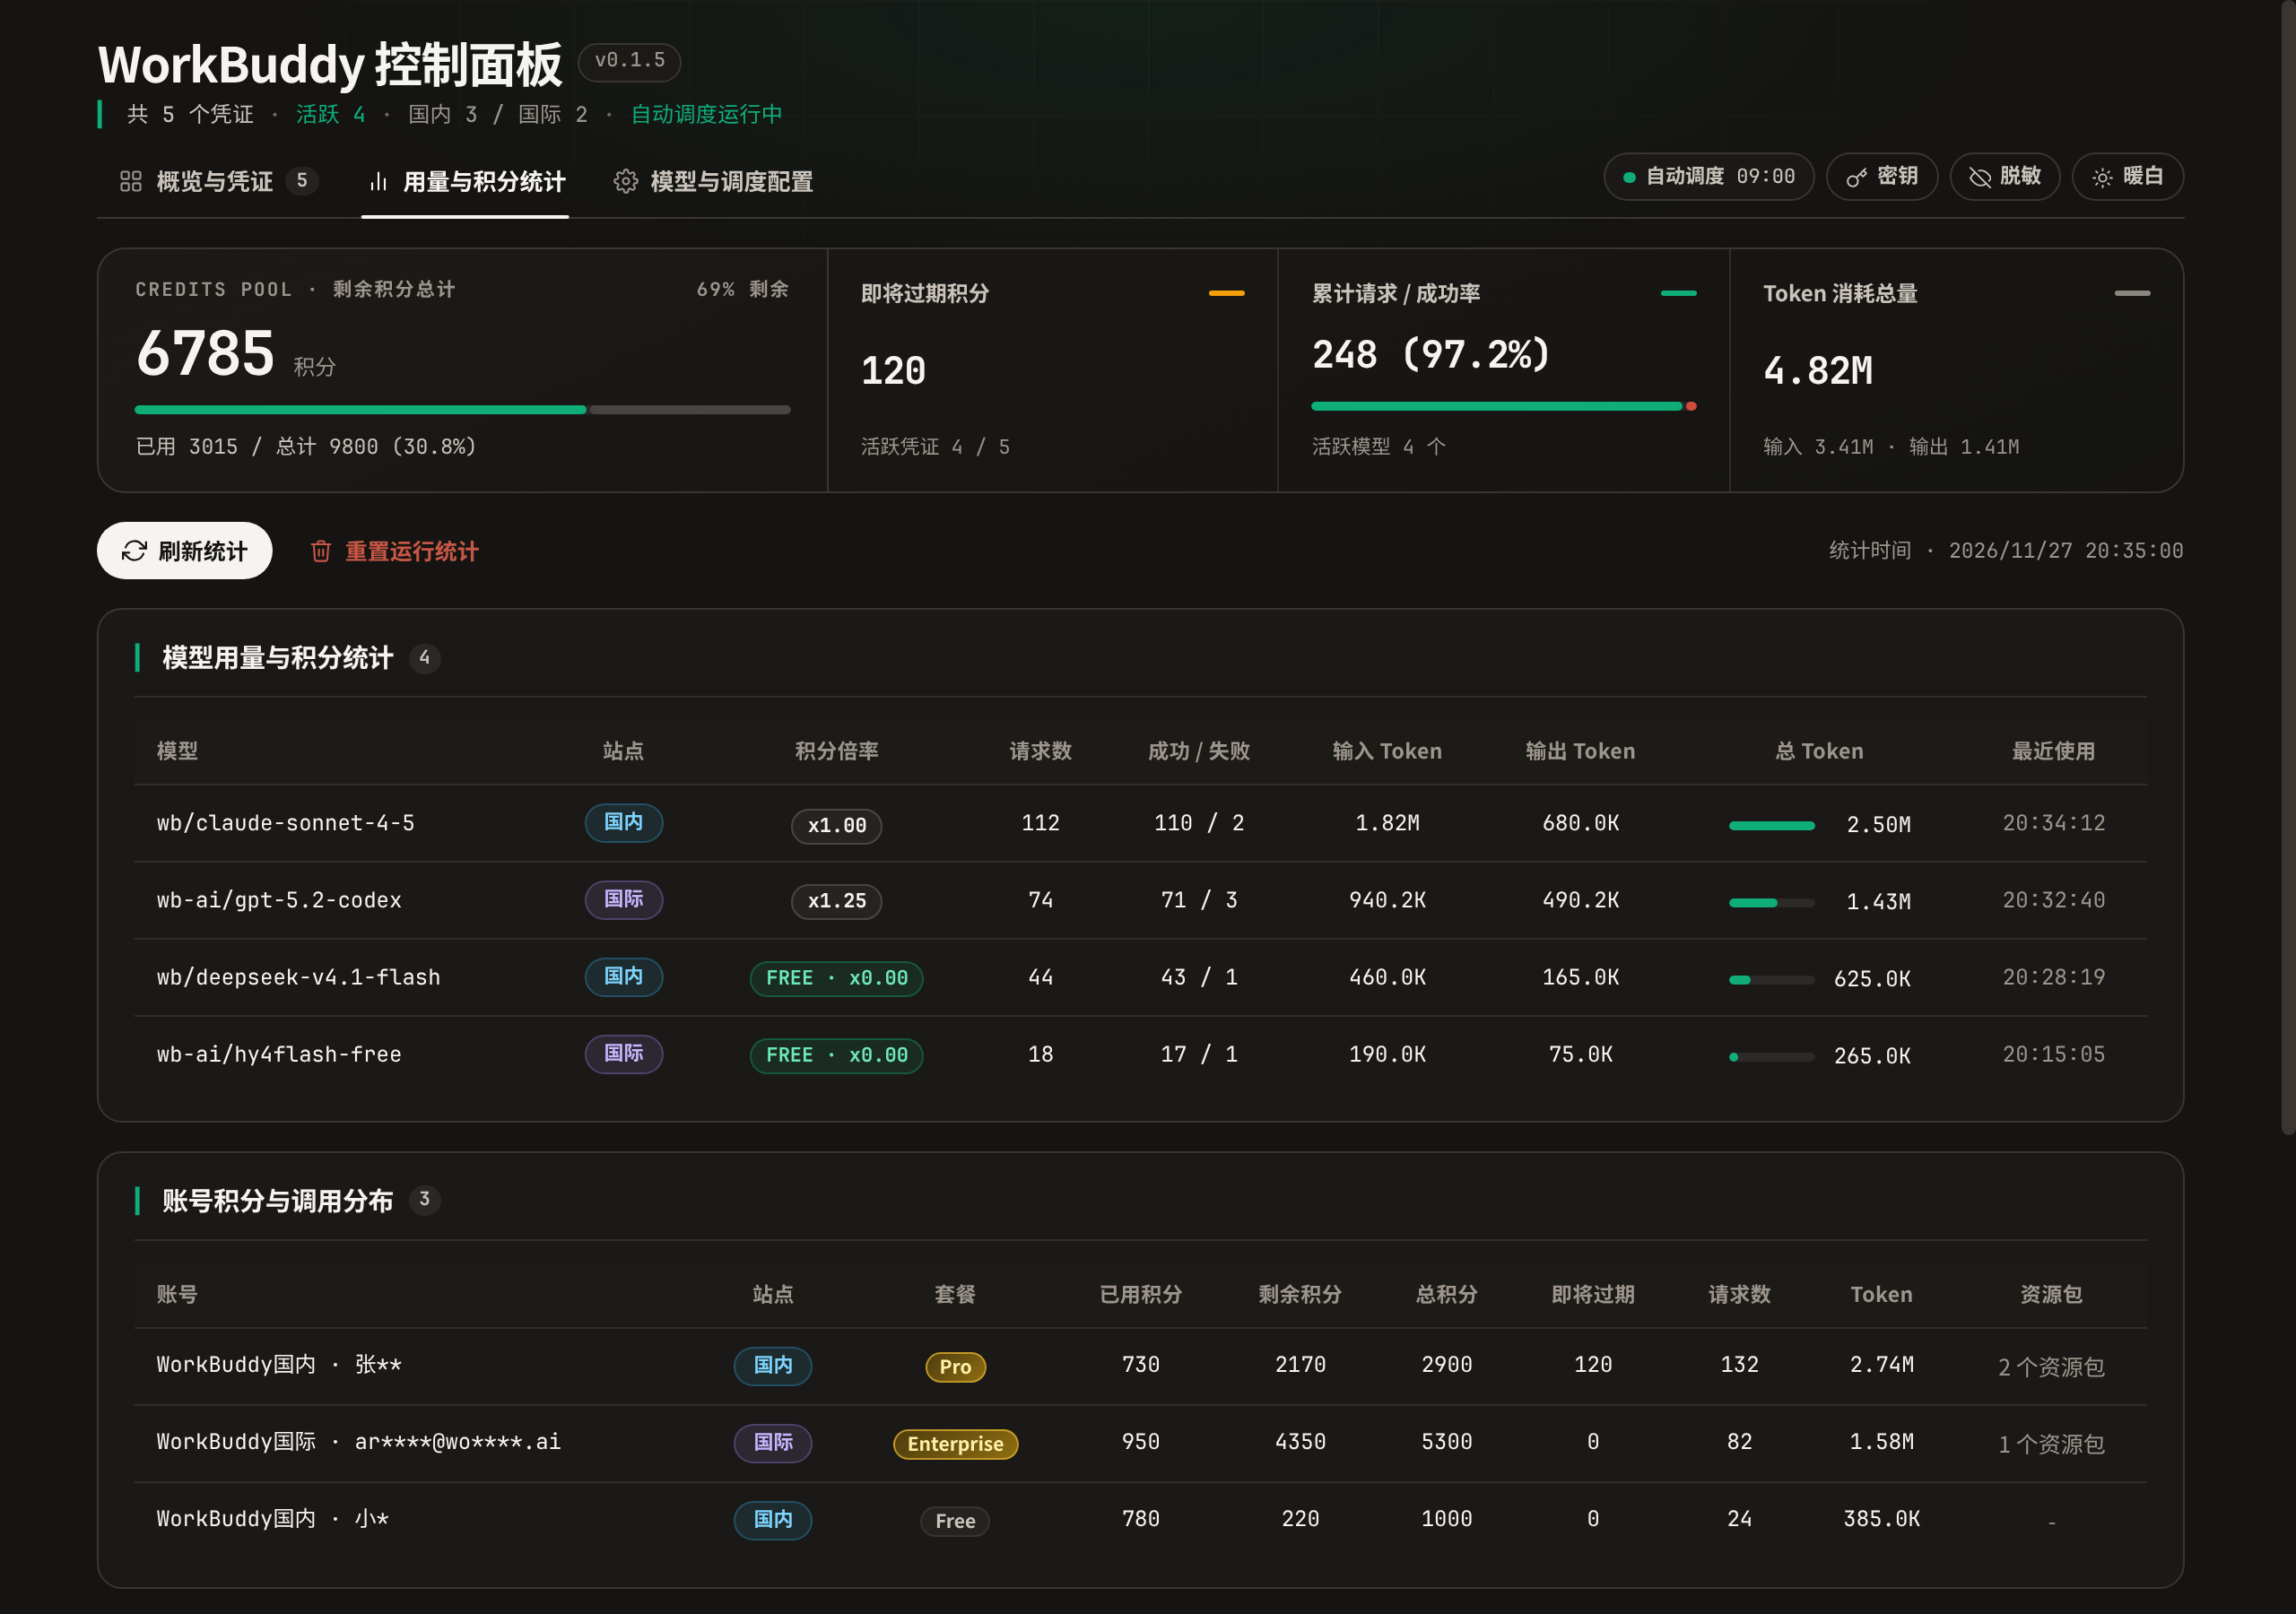 WorkBuddy 控制面板 v0.1.5
共 5 个凭证 · 活跃 4 · 国内 3 / 国际 2 · 自动调度运行中
概览与凭证 5 用量与积分统计 模型与调度配置 自动调度 09:00 密钥 脱敏 暖白
CREDITS POOL · 剩余积分总计 69% 剩余
6785 积分
已用 3015 / 总计 9800 (30.8%)
即将过期积分
120
活跃凭证 4 / 5
累计请求 / 成功率
248 (97.2%)
活跃模型 4 个
Token 消耗总量
4.82M
输入 3.41M · 输出 1.41M
刷新统计 重置运行统计 统计时间 · 2026/11/27 20:35:00
模型用量与积分统计 4
模型 站点 积分倍率 请求数 成功 / 失败 输入 Token 输出 Token 总 Token 最近使用
wb/claude-sonnet-4-5 国内 x1.00 112 110 / 2 1.82M 680.0K 2.50M 20:34:12
wb-ai/gpt-5.2-codex 国际 x1.25 74 71 / 3 940.2K 490.2K 1.43M 20:32:40
wb/deepseek-v4.1-flash 国内 FREE · x0.00 44 43 / 1 460.0K 165.0K 625.0K 20:28:19
wb-ai/hy4flash-free 国际 FREE · x0.00 18 17 / 1 190.0K 75.0K 265.0K 20:15:05
账号积分与调用分布 3
账号 站点 套餐 已用积分 剩余积分 总积分 即将过期 请求数 Token 资源包
WorkBuddy国内 · 张** 国内 Pro 730 2170 2900 120 132 2.74M 2 个资源包
WorkBuddy国际 · ar****@wo****.ai 国际 Enterprise 950 4350 5300 0 82 1.58M 1 个资源包
WorkBuddy国内 · 小* 国内 Free 780 220 1000 0 24 385.0K -